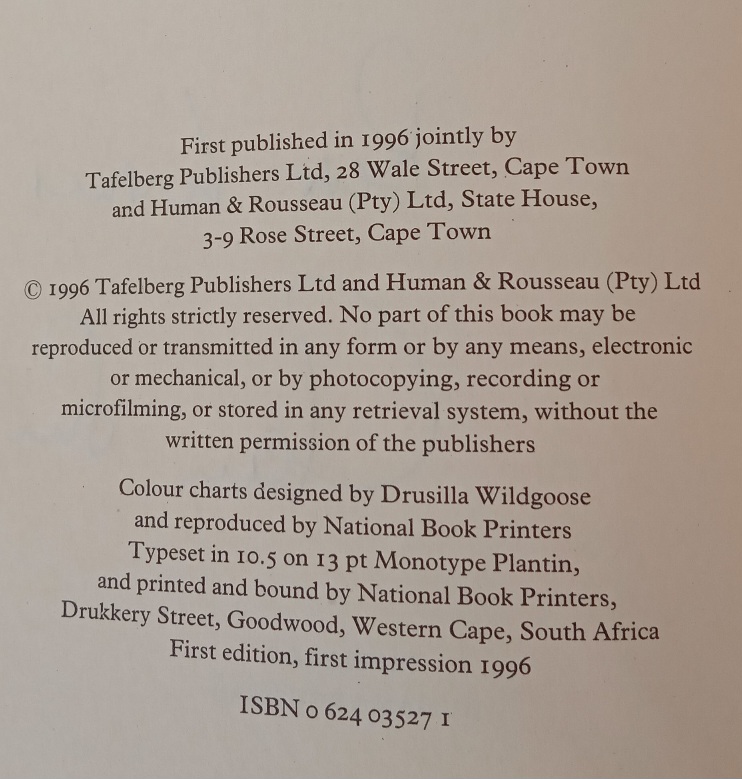 First published in 1996 jointly by
Tafelberg Publishers Ltd, 28 Wale Street, Cape Town
and Human & Rousseau (Pty) Ltd, State House,
3-9 Rose Street, Cape Town
© 1996 Tafelberg Publishers Ltd and Human & Rousseau (Pty) Ltd
All rights strictly reserved. No part of this book may be
reproduced or transmitted in any form or by any means, electronic
or mechanical, or by photocopying, recording or
microfilming, or stored in any retrieval system, without the
written permission of the publishers
Colour charts designed by Drusilla Wildgoose
and reproduced by National Book Printers
Typeset in 10.5 on 13 pt Monotype Plantin,
and printed and bound by National Book Printers,
Drukkery Street, Goodwood, Western Cape, South Africa
First edition, first impression 1996
ISBN 0 624 03527 1